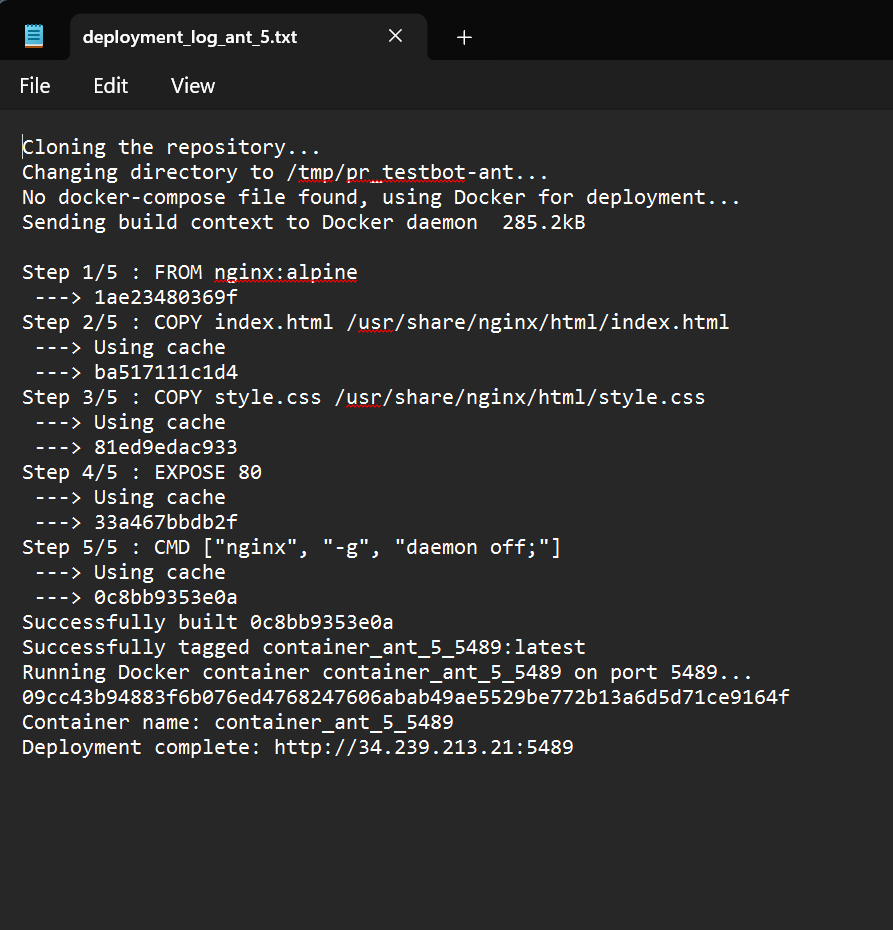 deployment_log_ant_5.txt
File Edit View
Cloning the repository...
Changing directory to /tmp/pr_testbot-ant...
No docker-compose file found, using Docker for deployment...
Sending build context to Docker daemon  285.2kB
Step 1/5 : FROM nginx:alpine
 ---> 1ae23480369f
Step 2/5 : COPY index.html /usr/share/nginx/html/index.html
 ---> Using cache
 ---> ba517111c1d4
Step 3/5 : COPY style.css /usr/share/nginx/html/style.css
 ---> Using cache
 ---> 81ed9edac933
Step 4/5 : EXPOSE 80
 ---> Using cache
 ---> 33a467bbdb2f
Step 5/5 : CMD ["nginx", "-g", "daemon off;"]
 ---> Using cache
 ---> 0c8bb9353e0a
Successfully built 0c8bb9353e0a
Successfully tagged container_ant_5_5489:latest
Running Docker container container_ant_5_5489 on port 5489...
09cc43b94883f6b076ed4768247606abab49ae5529be772b13a6d5d71ce9164f
Container name: container_ant_5_5489
Deployment complete: http://34.239.213.21:5489